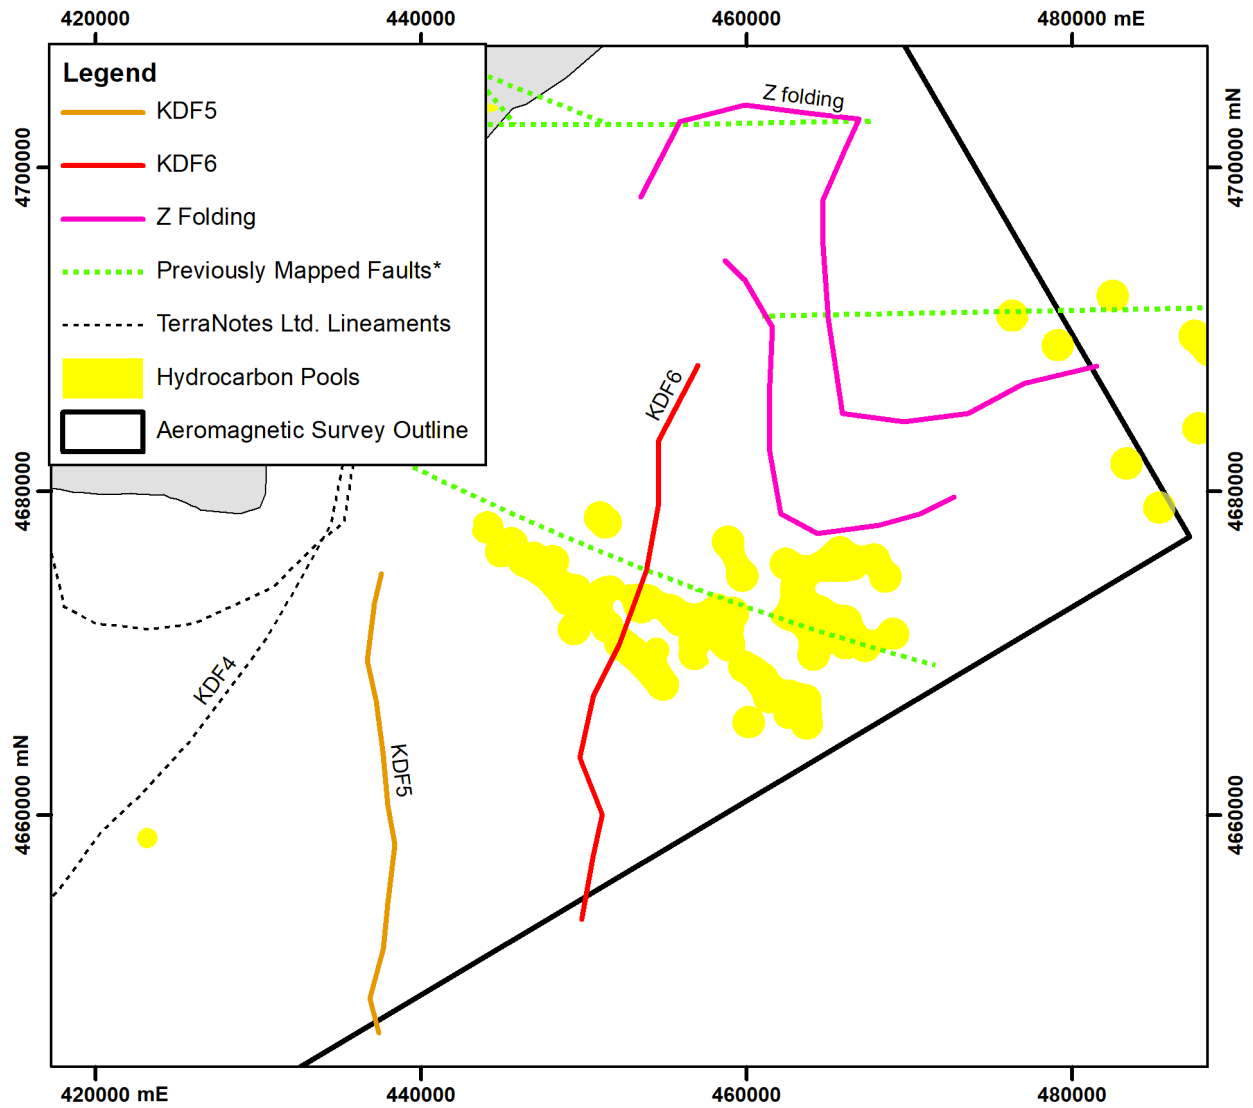 420000
440000
460000
480000 mE
Legend
KDF5
KDF6
Z Folding
Previously Mapped Faults*
TerraNotes Ltd. Lineaments
Hydrocarbon Pools
Aeromagnetic Survey Outline
Z folding
4700000
4700000 mN
KDF6
4680000
4680000
KDF4
KDF5
4660000 mN
4660000
420000 mE
440000
460000
480000